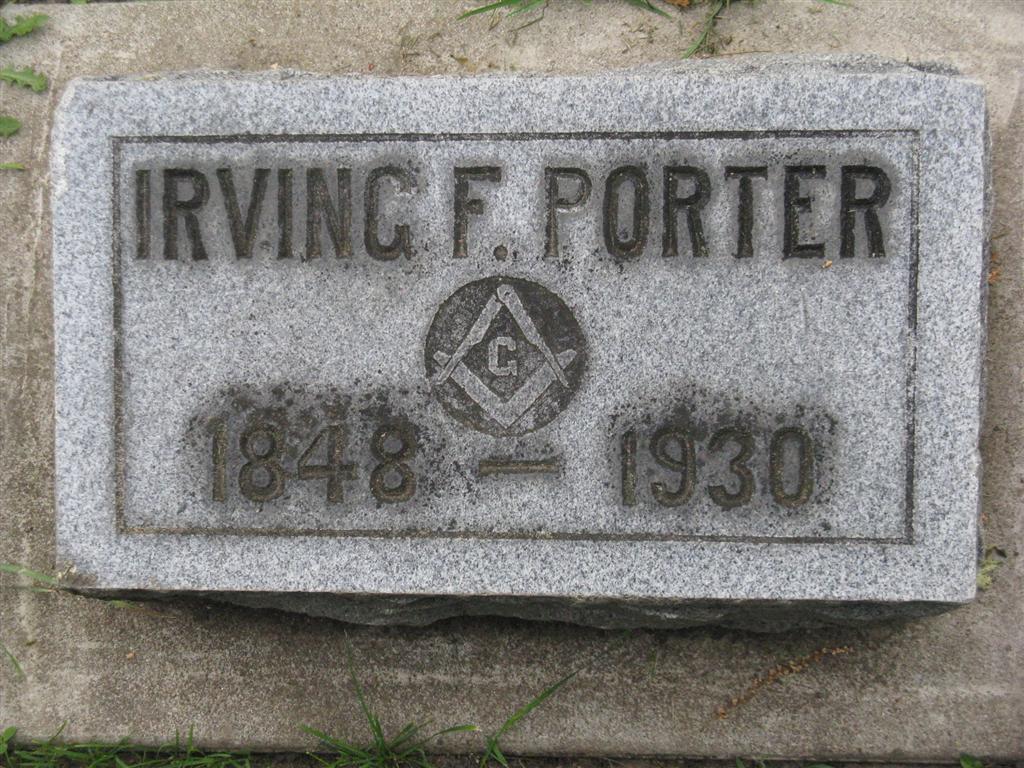 IRVING F. PORTER
G
1848 — 1930